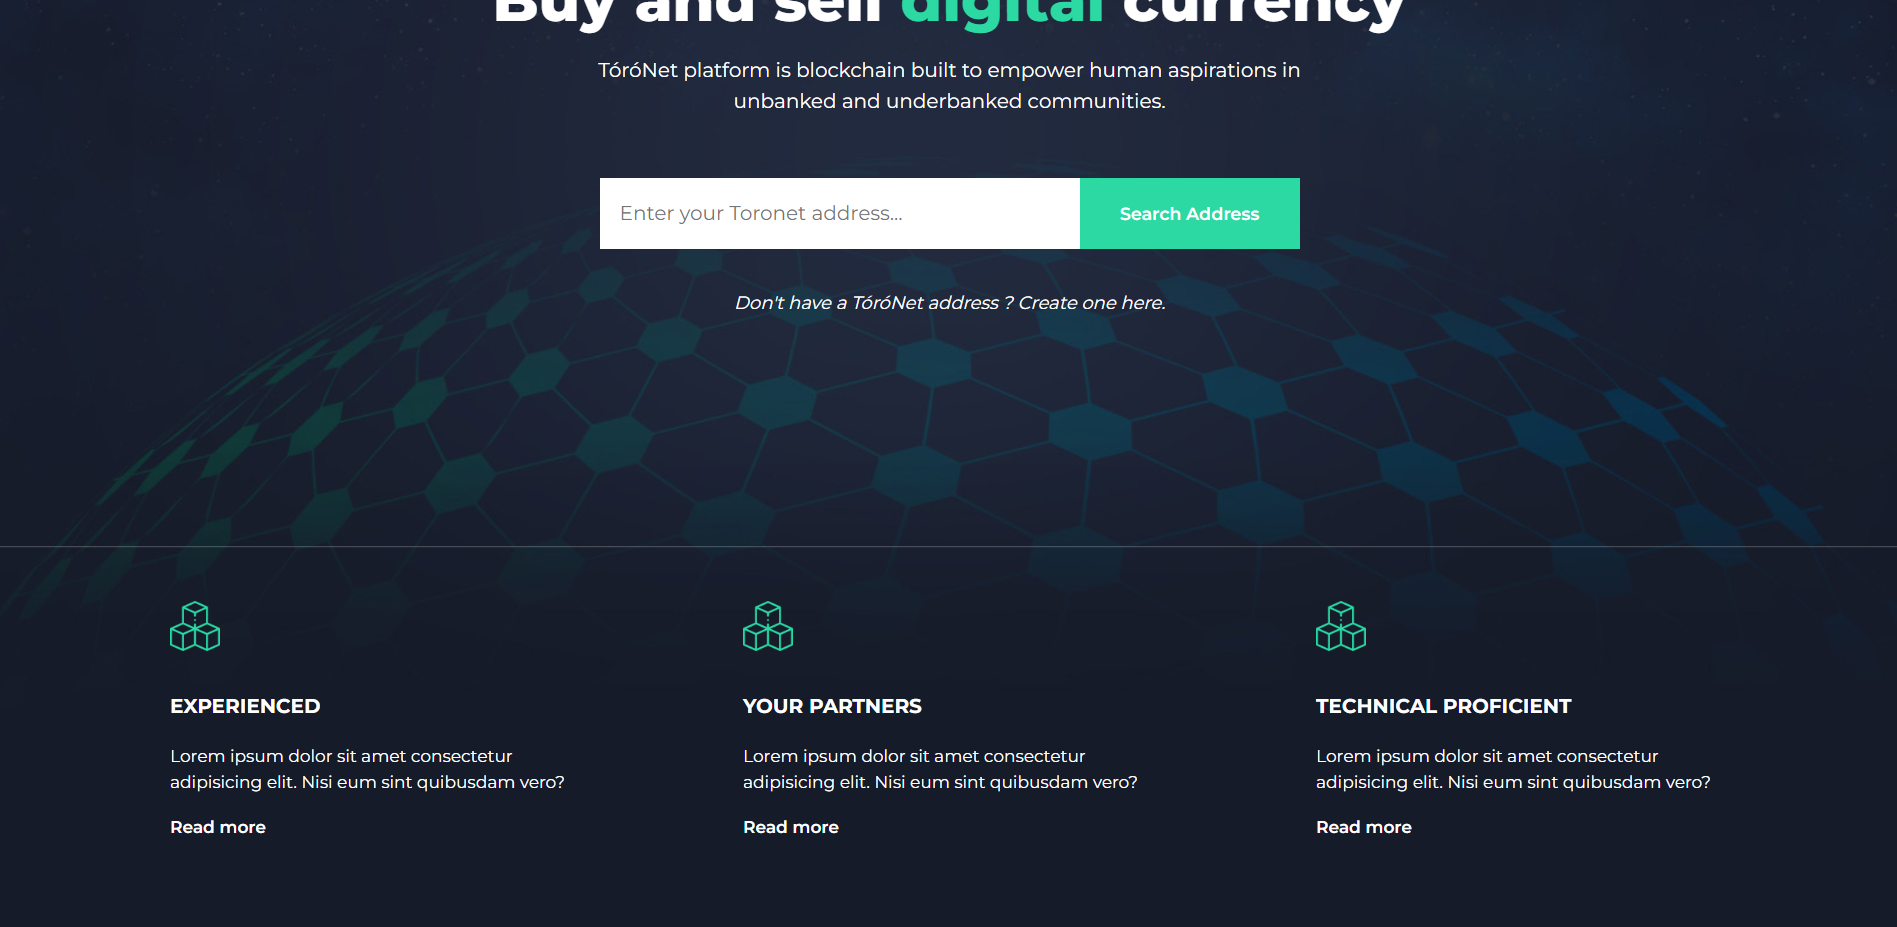 Buy and sell digital currency
TóróNet platform is blockchain built to empower human aspirations in
unbanked and underbanked communities.
Enter your Toronet address...
Search Address
Don't have a TóróNet address ? Create one here.
EXPERIENCED
Lorem ipsum dolor sit amet consectetur
adipisicing elit. Nisi eum sint quibusdam vero?
Read more
YOUR PARTNERS
Lorem ipsum dolor sit amet consectetur
adipisicing elit. Nisi eum sint quibusdam vero?
Read more
TECHNICAL PROFICIENT
Lorem ipsum dolor sit amet consectetur
adipisicing elit. Nisi eum sint quibusdam vero?
Read more